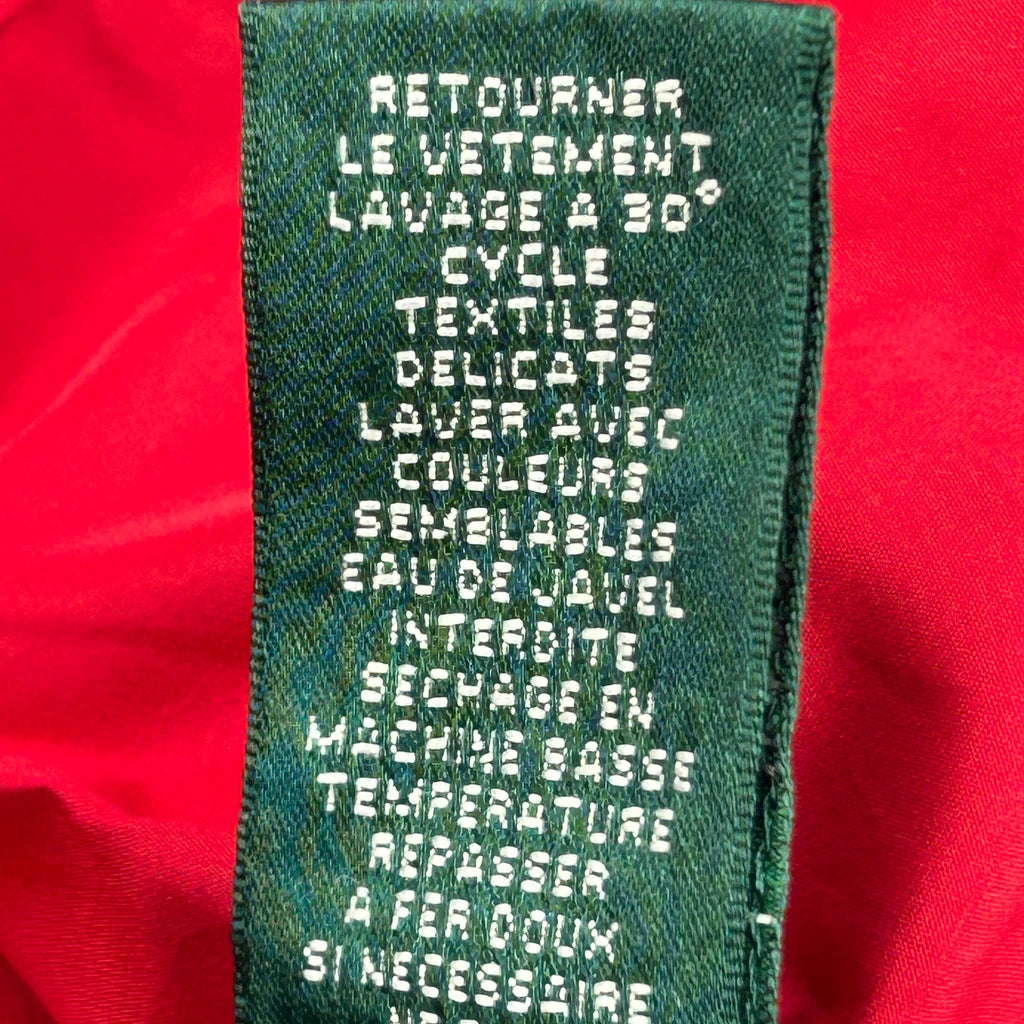 RETOURNER
LE VETEMENT
LAVAGE A 30°
CYCLE
TEXTILES
DELICATS
LAVER AVEC
COULEURS
SEMBLABLES
EAU DE JAVEL
INTERDITE
SECHAGE EN
MACHINE BASSE
TEMPERATURE
REPASSER
A FER DOUX
SI NECESSAIRE